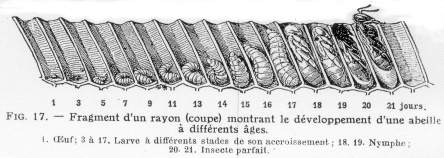 1 3 5 7 9 11 13 14 15 16 17 18 19 20 21 jours.
FIG. 17. — Fragment d'un rayon (coupe) montrant le développement d'une abeille
à différents âges.
1. Œuf; 3 à 17. Larve à différents stades de son accroissement; 18. 19. Nymphe;
20-21. Insecte parfait.